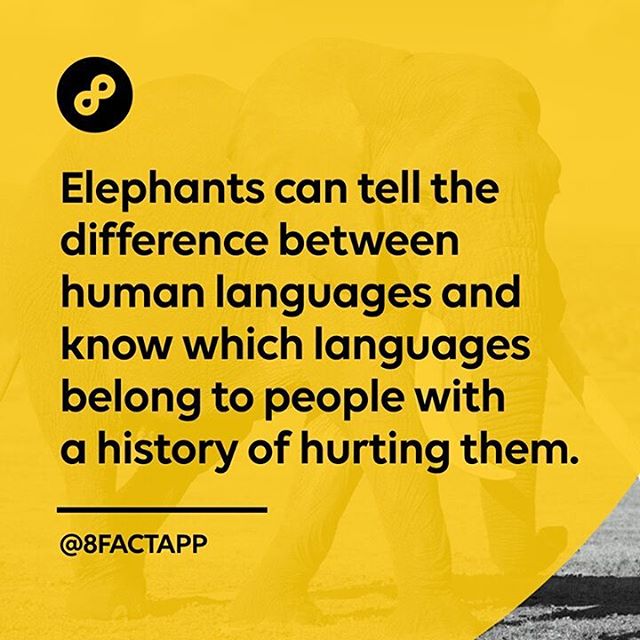 Elephants can tell the
difference between
human languages and
know which languages
belong to people with
a history of hurting them.
@8FACTAPP